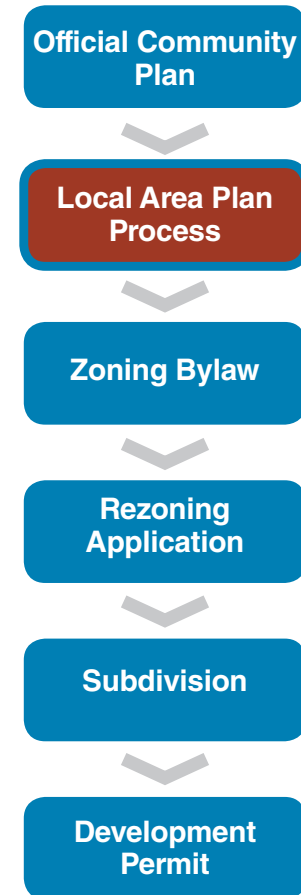 Official Community
Plan
Local Area Plan
Process
Zoning Bylaw
Rezoning
Application
Subdivision
Development
Permit